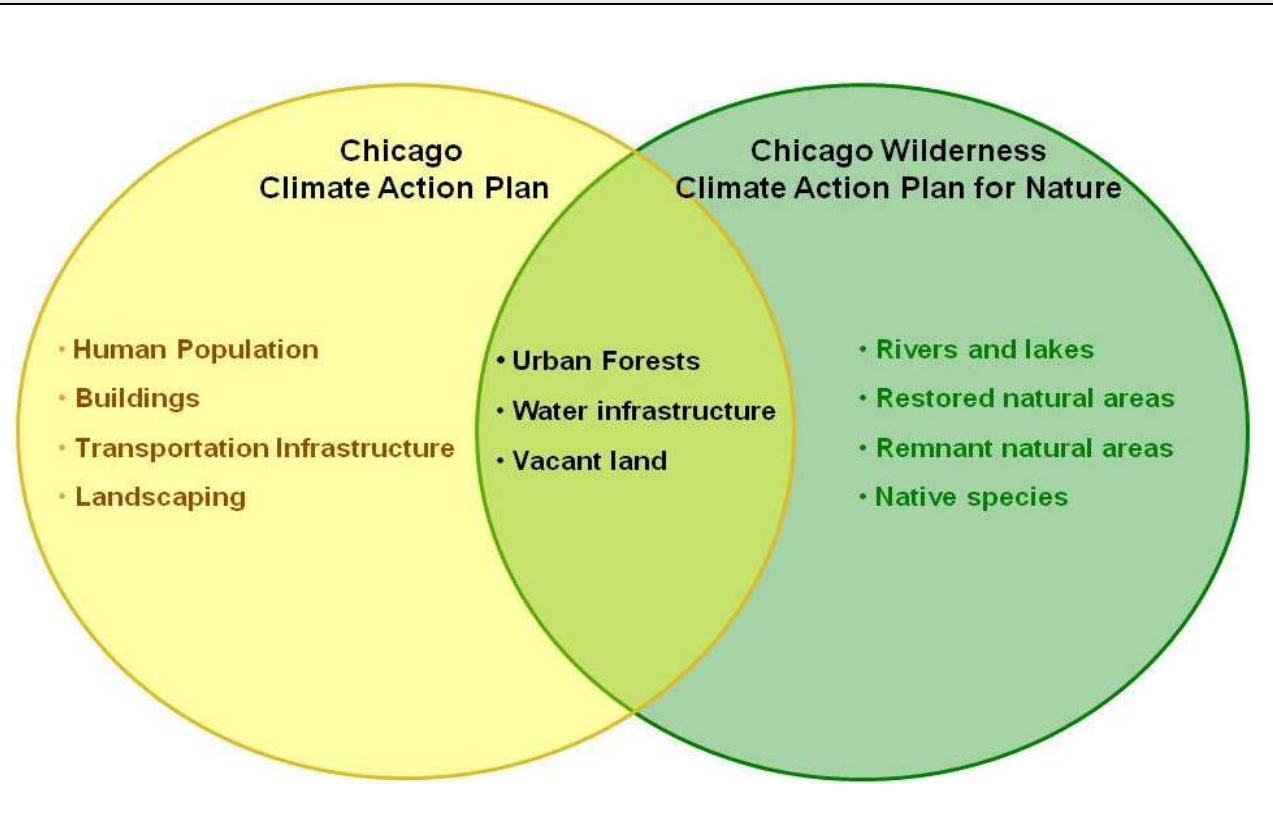 Chicago
Climate Action Plan
• Human Population
• Buildings
• Transportation Infrastructure
• Landscaping
• Urban Forests
• Water infrastructure
• Vacant land
Chicago Wilderness
Climate Action Plan for Nature
• Rivers and lakes
• Restored natural areas
• Remnant natural areas
• Native species